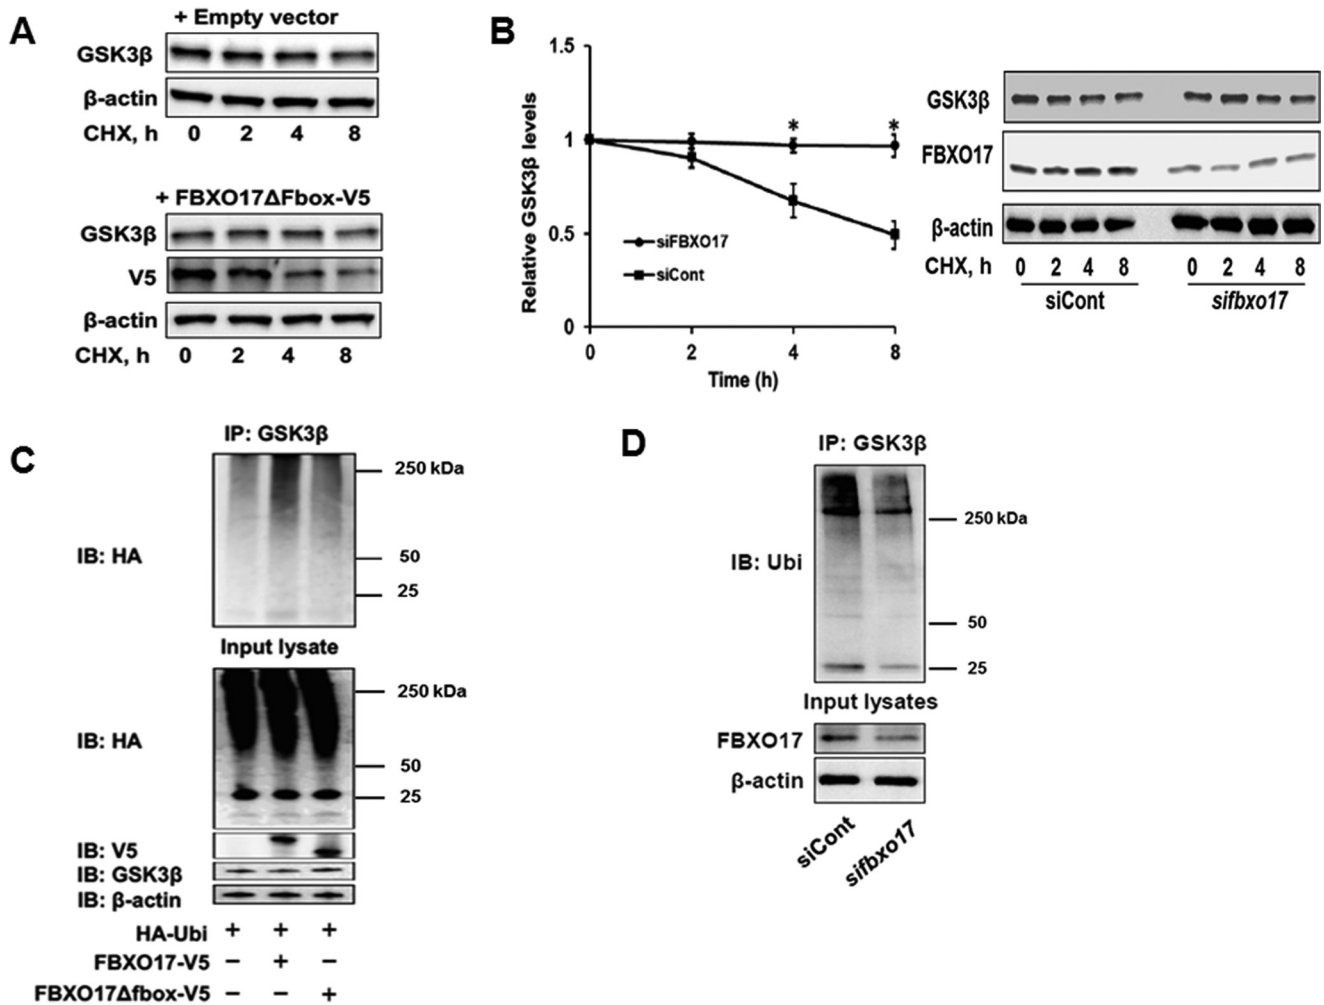 A
+ Empty vector
GSK3β
β-actin
CHX, h 0 2 4 8
+ FBXO17ΔFbox-V5
GSK3β
V5
β-actin
CHX, h 0 2 4 8
B
Relative GSK3β levels
1.5
1
0.5
0
* *
siFBXO17
siCont
0 2 4 8
Time (h)
GSK3β
FBXO17
β-actin
CHX, h 0 2 4 8 0 2 4 8
siCont sifbxo17
C
IP: GSK3β
250 kDa
IB: HA
50
25
Input lysate
250 kDa
IB: HA
50
25
IB: V5
IB: GSK3β
IB: β-actin
HA-Ubi + + +
FBXO17-V5 − + −
FBXO17Δfbox-V5 − − +
D
IP: GSK3β
250 kDa
IB: Ubi
50
25
Input lysates
FBXO17
β-actin
siCont sifbxo17